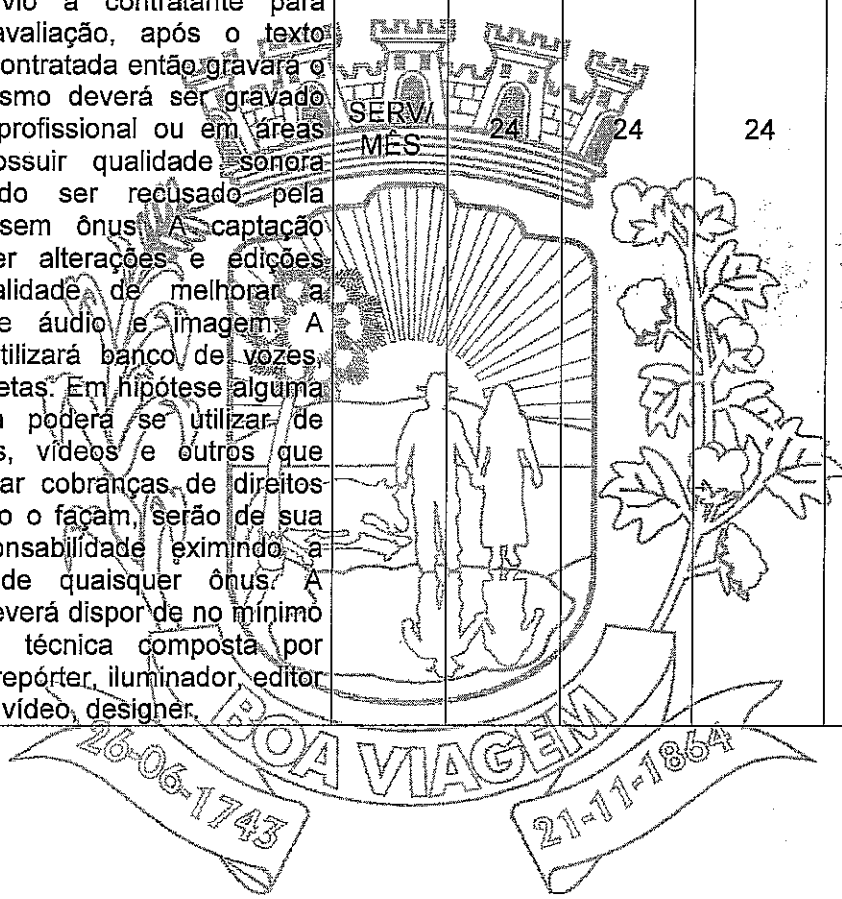 avaliação, após o texto
ontratada então gravará o
smo deverá ser gravado
profissional ou em áreas
ossuir qualidade sonora
do ser recusado pela
sem ônus. A captação
er alterações e edições
alidade de melhorar a
e áudio e imagem. A
tilizará banco de vozes,
etas. Em hipótese alguma
poderá se utilizar de
s, vídeos e outros que
ar cobranças de direitos
o o façam, serão de sua
onsabilidade eximindo a
de quaisquer ônus. A
everá dispor de no mínimo
técnica composta por
repórter, iluminador, editor
vídeo, designer.
SERV/
MÊS
24
24
24
BOA VIAGEM
26-06-1743
21-11-1864